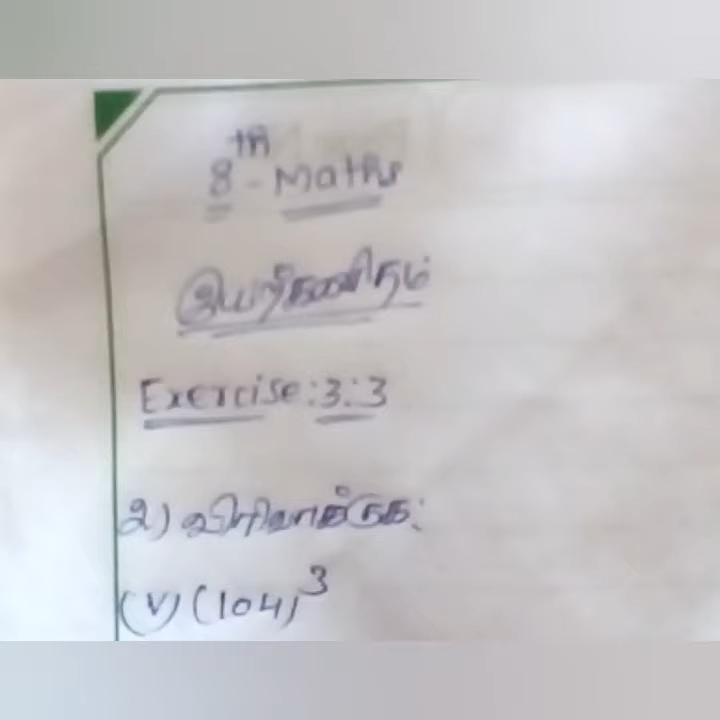 8th - Maths
இயற்கணிதம்
Exercise: 3.3
2) விரிவாக்குக:
(v) (104)^3